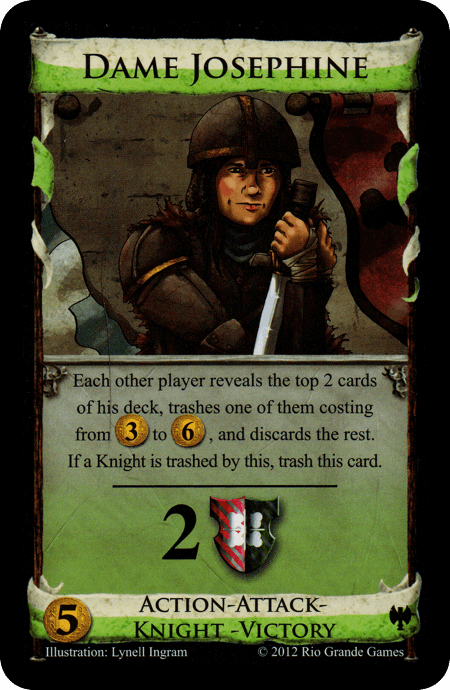 DAME JOSEPHINE
Each other player reveals the top 2 cards
of his deck, trashes one of them costing
from 3 to 6, and discards the rest.
If a Knight is trashed by this, trash this card.
2
5
ACTION-ATTACK-
KNIGHT -VICTORY
Illustration: Lynell Ingram © 2012 Rio Grande Games